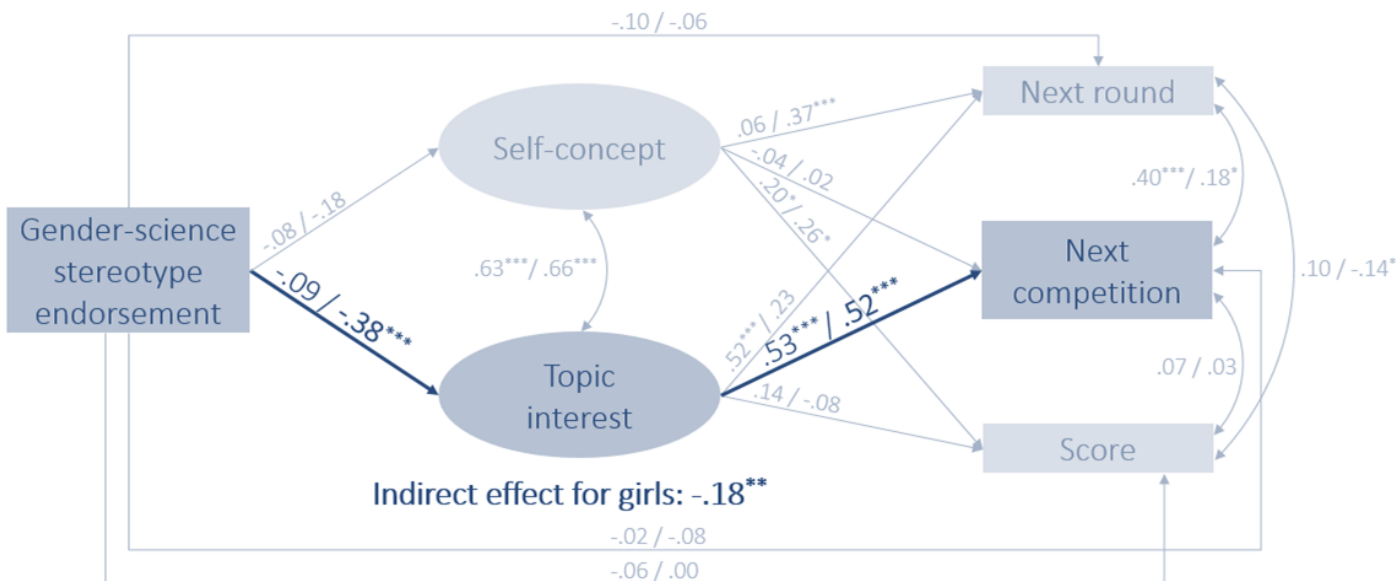 -.10 / -.06
Next round
.06 / .37***
Self-concept
-.04 / .02
.20* / .26*
.40***/ .18*
-.08 / -.18
Gender-science
stereotype
endorsement
Next
competition
.63***/ .66***
.10 / -.14*
-.09 / -.38***
.52*** / .23
.53*** / .52***
.07 / .03
Topic
interest
.14 / -.08
Score
Indirect effect for girls: -.18**
-.02 / -.08
-.06 / .00